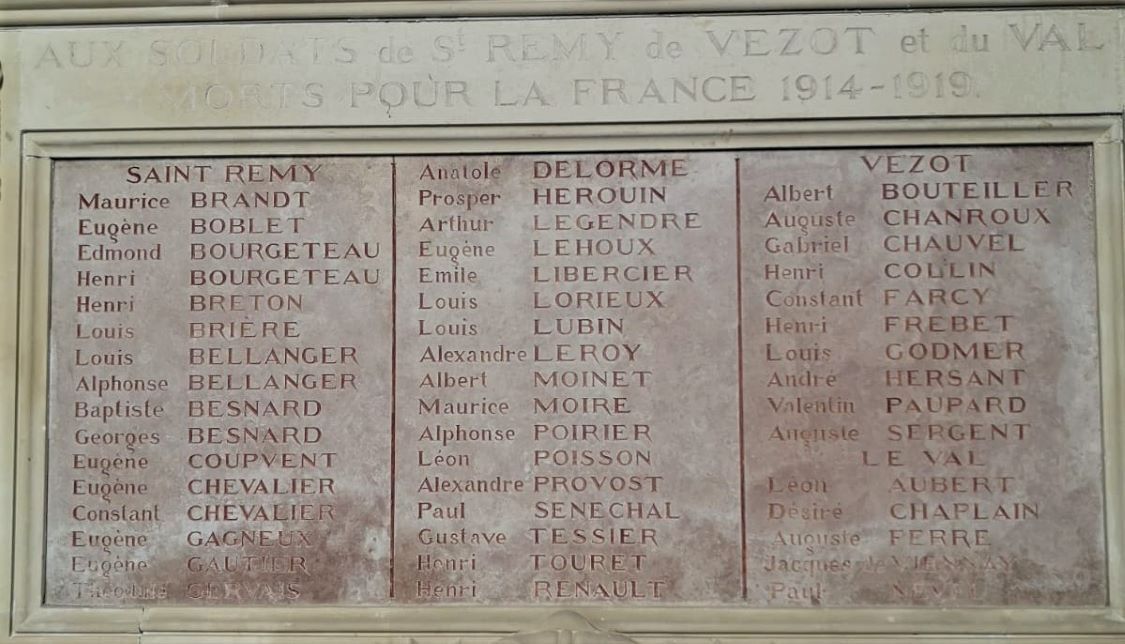 AUX SOLDATS de St REMY de VEZOT et du VAL
MORTS POUR LA FRANCE 1914-1919.
SAINT REMY
Maurice BRANDT
Eugène BOBLET
Edmond BOURGETEAU
Henri BOURGETEAU
Henri BRETON
Louis BRIÈRE
Louis BELLANGER
Alphonse BELLANGER
Baptiste BESNARD
Georges BESNARD
Eugène COUPVENT
Eugène CHEVALIER
Constant CHEVALIER
Eugène GAGNEUX
Eugène GAUTIER
GERVAIS
Anatole DELORME
Prosper HEROUIN
Arthur LEGENDRE
Eugène LEHOUX
Emile LIBERCIER
Louis LORIEUX
Louis LUBIN
Alexandre LEROY
Albert MOINET
Maurice MOIRE
Alphonse POIRIER
Léon POISSON
Alexandre PROVOST
Paul SENECHAL
Gustave TESSIER
Henri TOURET
Henri RENAULT
VEZOT
Albert BOUTEILLER
Auguste CHANROUX
Gabriel CHAUVEL
Henri COLLIN
Constant FARCY
Henri FREBET
Louis GODMER
André HERSANT
Valentin PAUPARD
Auguste SERGENT
LE VAL
Léon AUBERT
Désiré CHAPLAIN
Auguste FERRE
Jacques
Paul